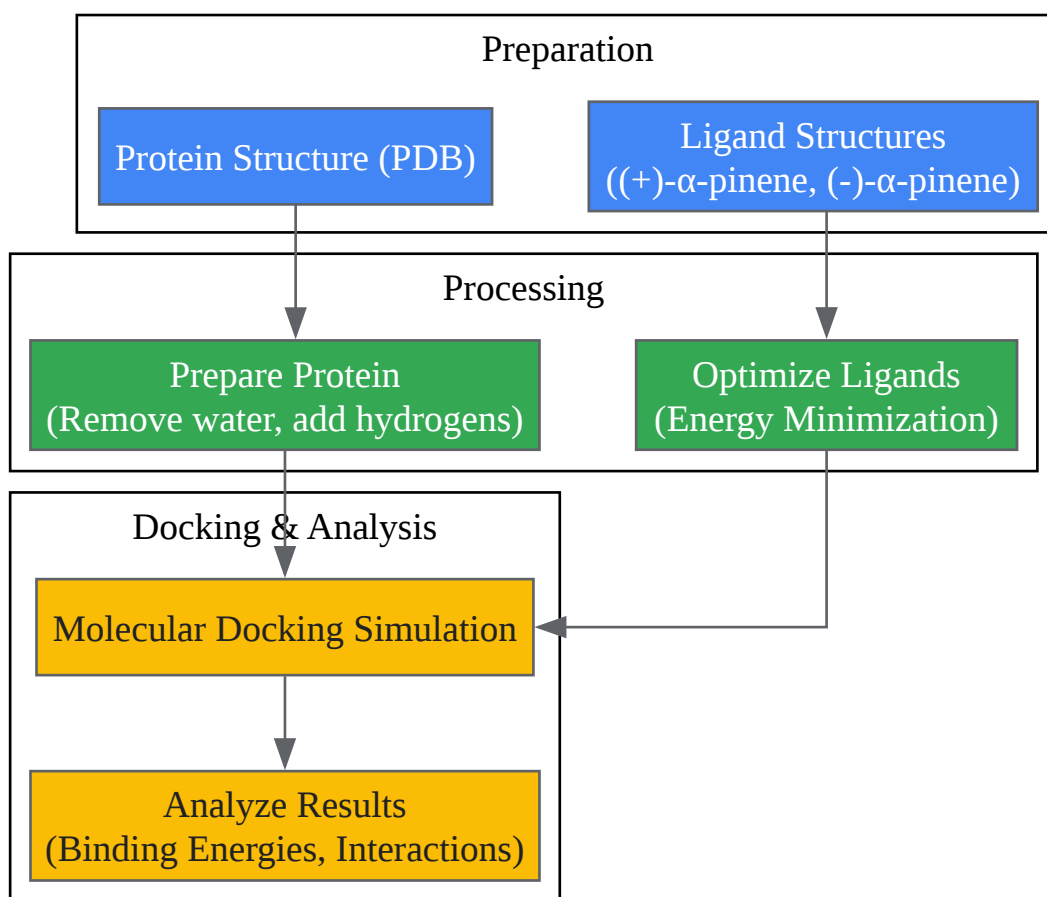 Preparation
Protein Structure (PDB)
Ligand Structures
((+)-α-pinene, (-)-α-pinene)
Processing
Prepare Protein
(Remove water, add hydrogens)
Optimize Ligands
(Energy Minimization)
Docking & Analysis
Molecular Docking Simulation
Analyze Results
(Binding Energies, Interactions)